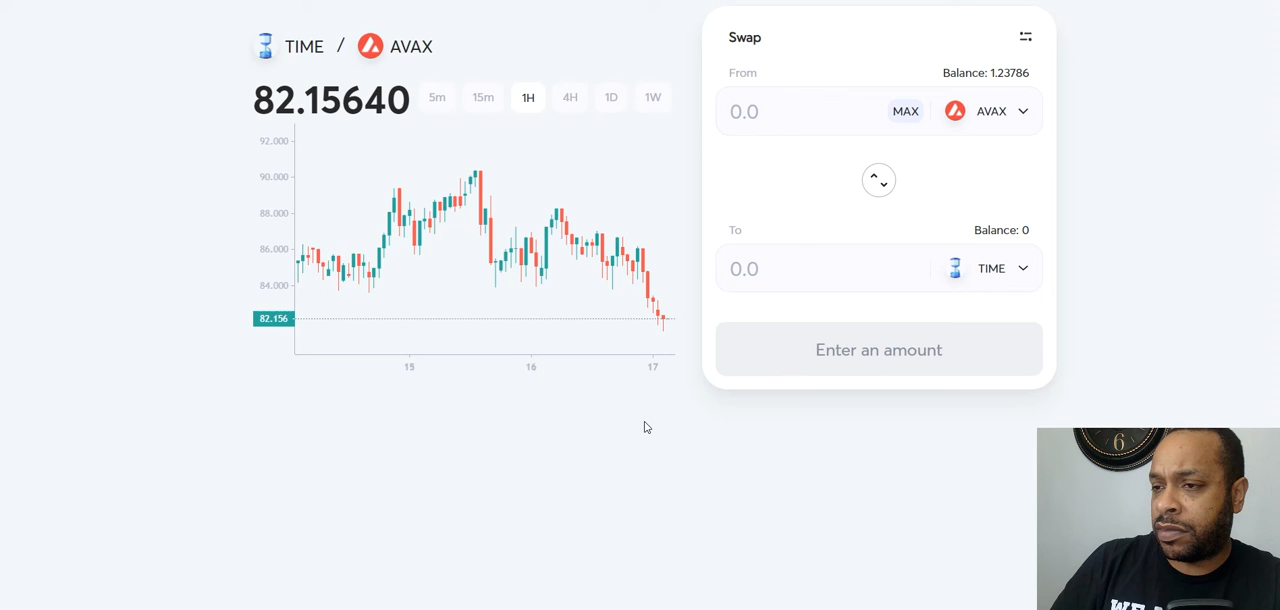 TIME / AVAX
82.15640
5m 15m 1H 4H 1D 1W
92.000
90.000
88.000
86.000
84.000
82.156
15 16 17
Swap
From Balance: 1.23786
0.0 MAX AVAX
To Balance: 0
0.0 TIME
Enter an amount
6